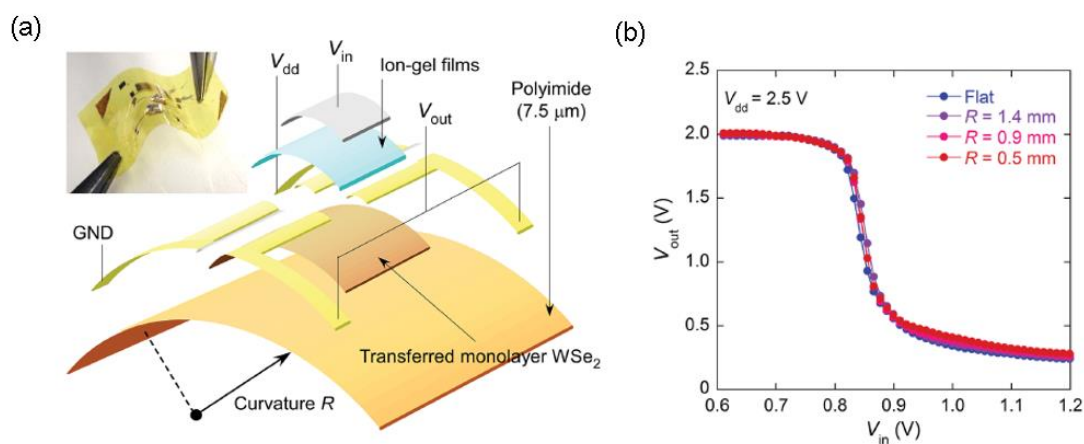 (a)
V_in
V_dd
Ion-gel films
Polyimide
(7.5 μm)
V_out
GND
Transferred monolayer WSe₂
Curvature R
(b)
2.5
2.0
1.5
1.0
0.5
0
V_out (V)
V_dd = 2.5 V
Flat
R = 1.4 mm
R = 0.9 mm
R = 0.5 mm
0.6 0.7 0.8 0.9 1.0 1.1 1.2
V_in (V)